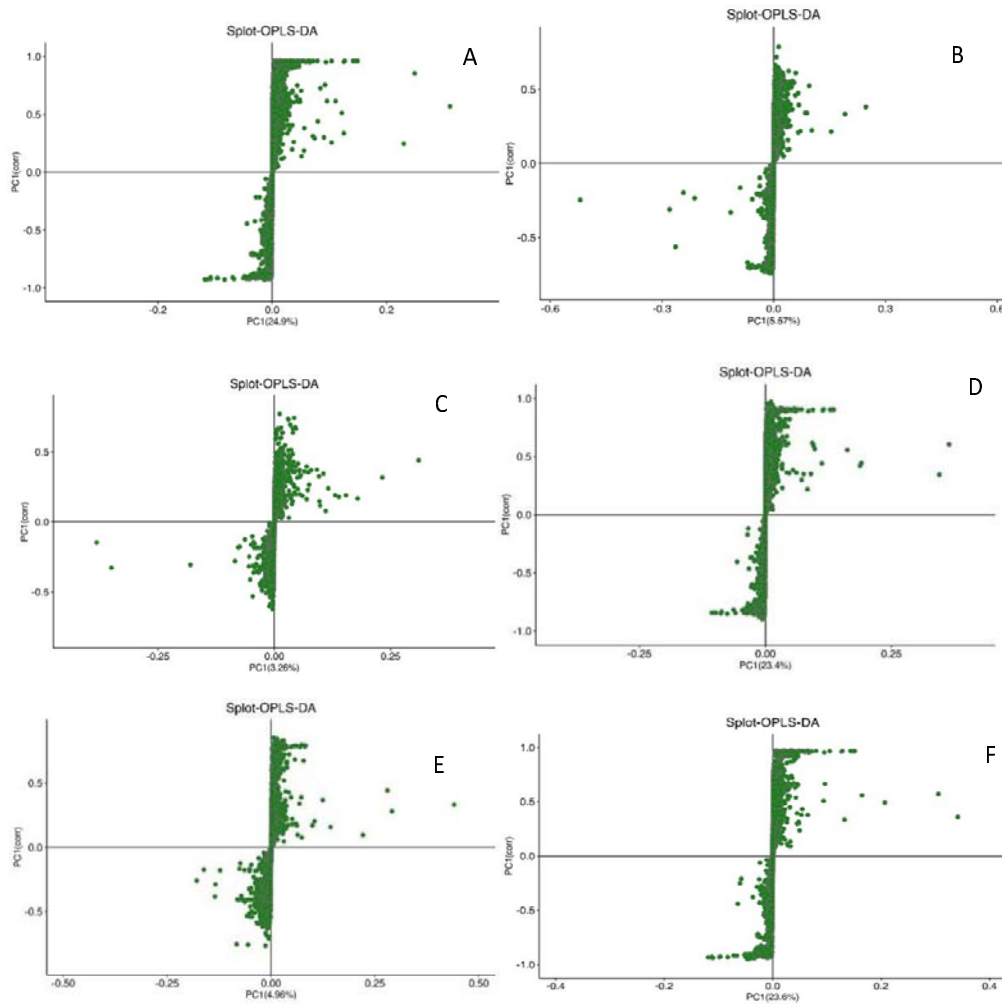 Splot-OPLS-DA
A
1.0
0.5
0.0
-0.5
-1.0
PC1(corr)
-0.2
0.0
0.2
PC1(24.9%)
Splot-OPLS-DA
B
0.5
0.0
-0.5
PC1(corr)
-0.6
-0.3
0.0
0.3
0.6
PC1(5.57%)
Splot-OPLS-DA
C
0.5
0.0
-0.5
PC1(corr)
-0.25
0.00
0.25
PC1(3.26%)
Splot-OPLS-DA
D
1.0
0.5
0.0
-0.5
-1.0
PC1(corr)
-0.25
0.00
0.25
PC1(23.4%)
Splot-OPLS-DA
E
0.5
0.0
-0.5
PC1(corr)
-0.50
-0.25
0.00
0.25
0.50
PC1(4.96%)
Splot-OPLS-DA
F
1.0
0.5
0.0
-0.5
-1.0
PC1(corr)
-0.4
-0.2
0.0
0.2
0.4
PC1(23.6%)